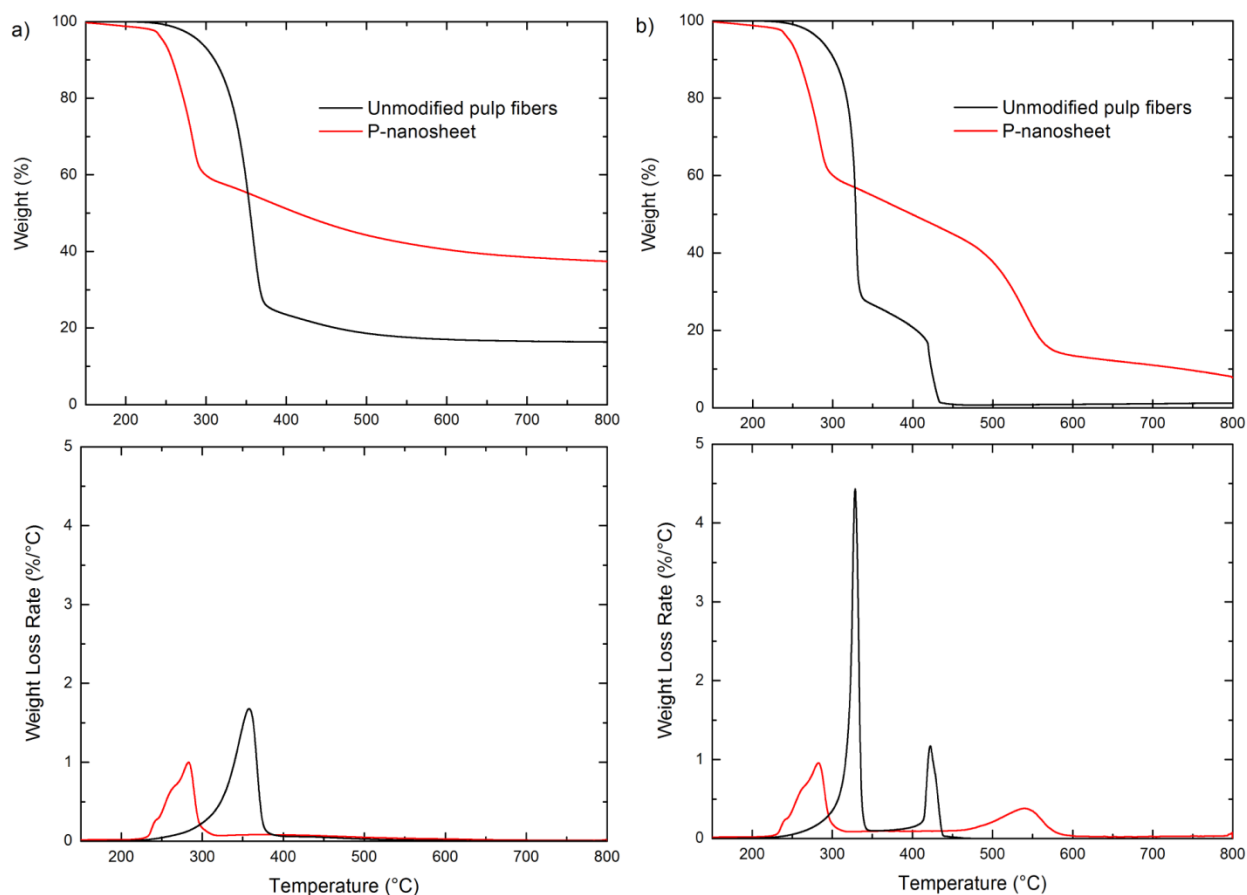 a)
100
80
60
40
20
0
Weight (%)
Unmodified pulp fibers
P-nanosheet
200 300 400 500 600 700 800
b)
100
80
60
40
20
0
Weight (%)
Unmodified pulp fibers
P-nanosheet
200 300 400 500 600 700 800
5
4
3
2
1
0
Weight Loss Rate (%/°C)
200 300 400 500 600 700 800
Temperature (°C)
5
4
3
2
1
0
Weight Loss Rate (%/°C)
200 300 400 500 600 700 800
Temperature (°C)